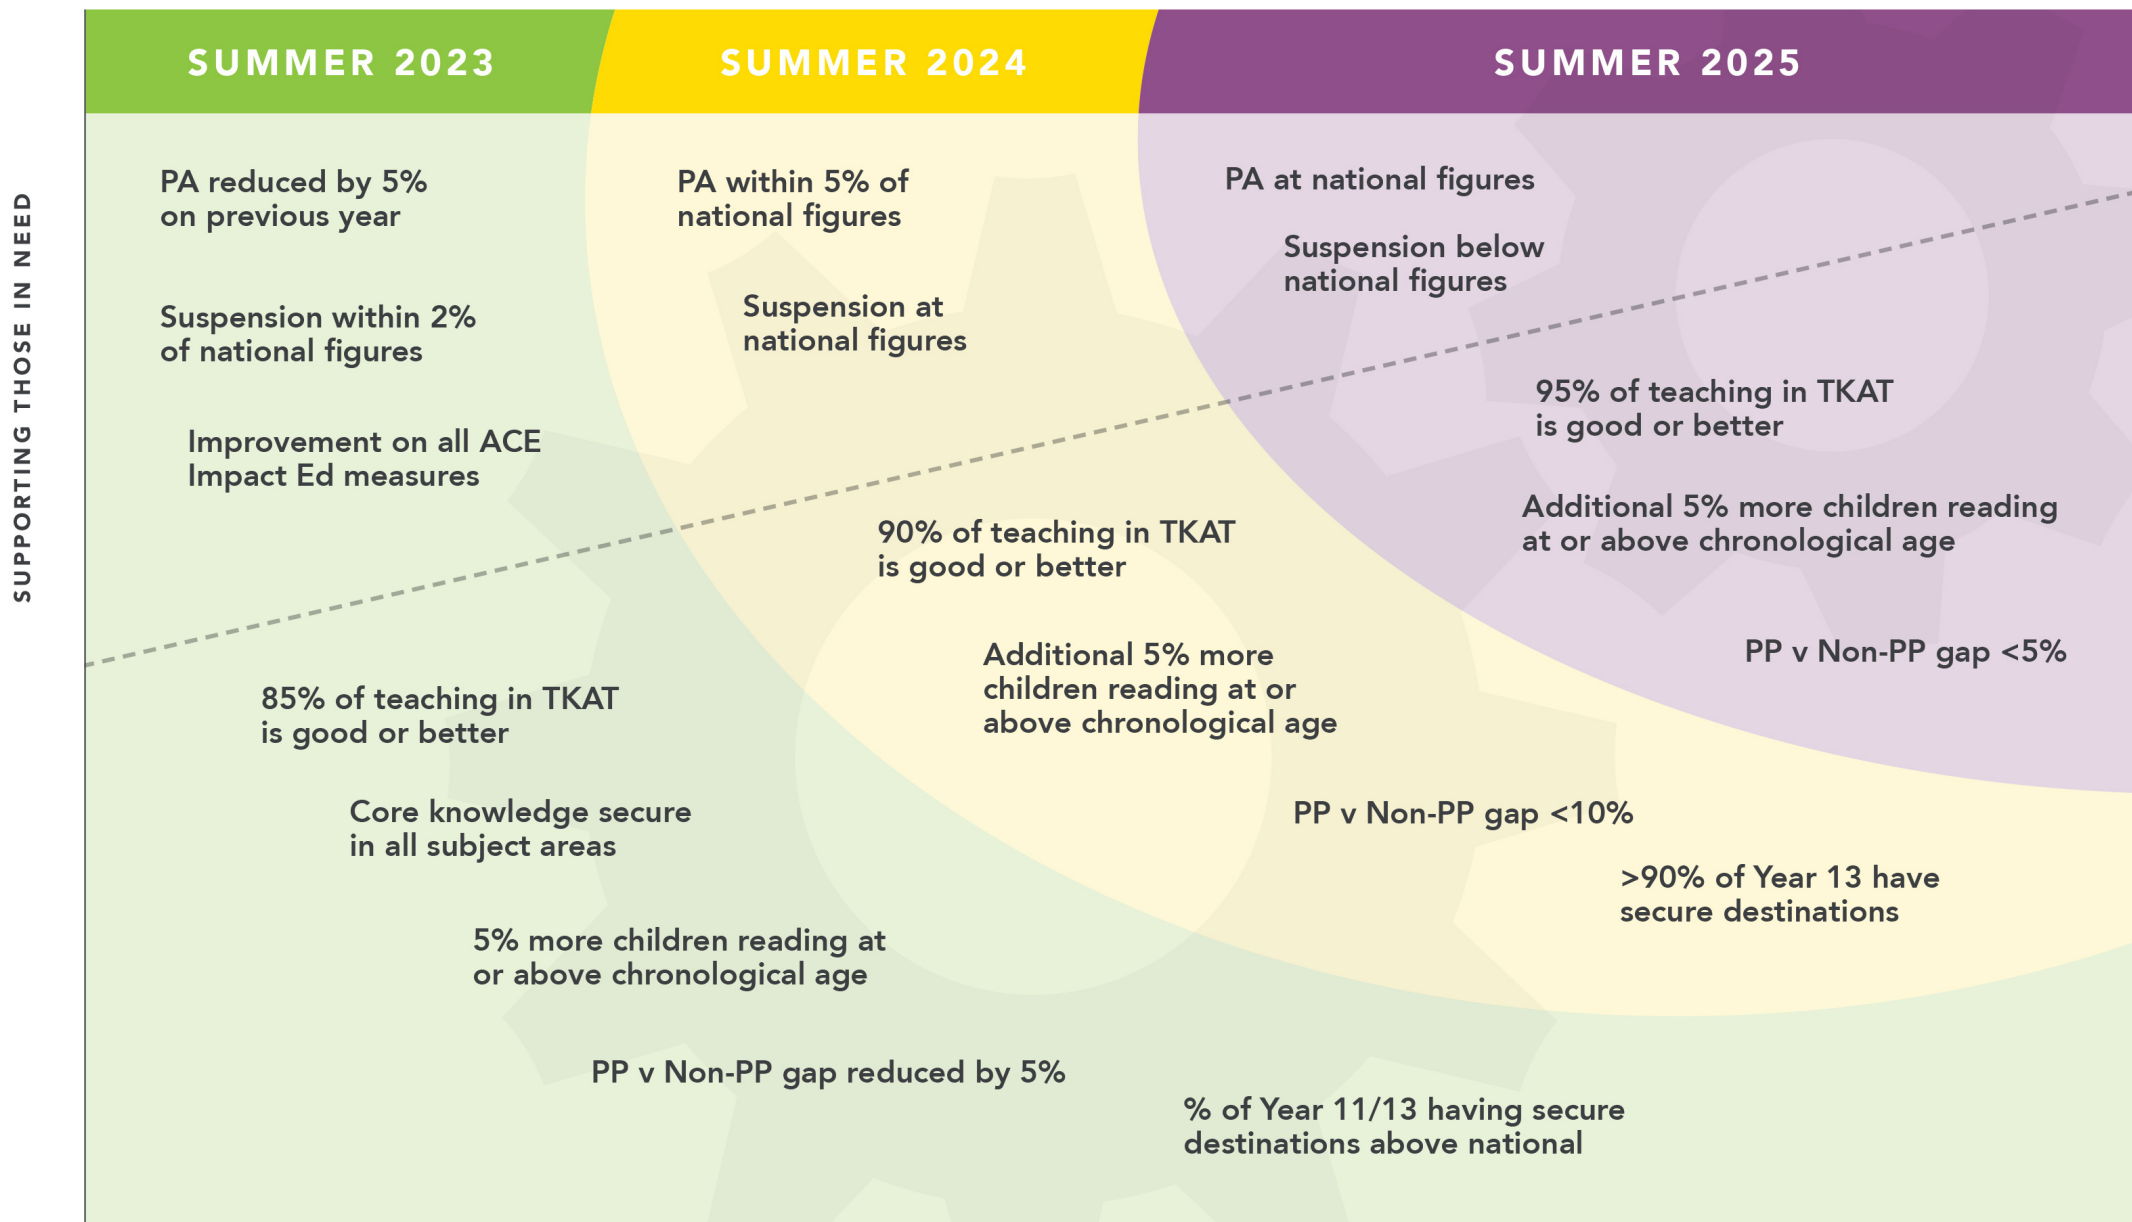 SUPPORTING THOSE IN NEED
SUMMER 2023
PA reduced by 5%
on previous year
Suspension within 2%
of national figures
Improvement on all ACE
Impact Ed measures
85% of teaching in TKAT
is good or better
Core knowledge secure
in all subject areas
5% more children reading at
or above chronological age
PP v Non-PP gap reduced by 5%
% of Year 11/13 having secure
destinations above national
SUMMER 2024
PA within 5% of
national figures
Suspension at
national figures
90% of teaching in TKAT
is good or better
Additional 5% more
children reading at or
above chronological age
PP v Non-PP gap <10%
>90% of Year 13 have
secure destinations
SUMMER 2025
PA at national figures
Suspension below
national figures
95% of teaching in TKAT
is good or better
Additional 5% more children reading
at or above chronological age
PP v Non-PP gap <5%